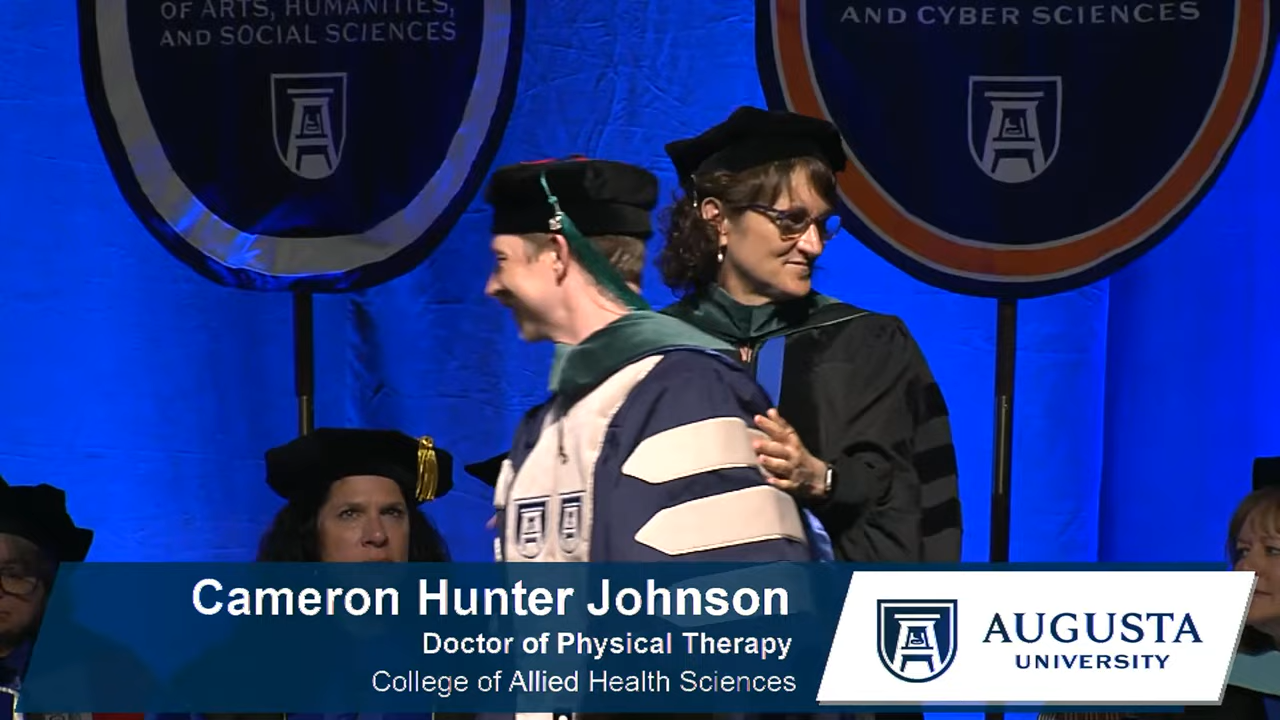 OF ARTS, HUMANITIES,
AND SOCIAL SCIENCES
AND CYBER SCIENCES
Cameron Hunter Johnson
Doctor of Physical Therapy
College of Allied Health Sciences
AUGUSTA
UNIVERSITY